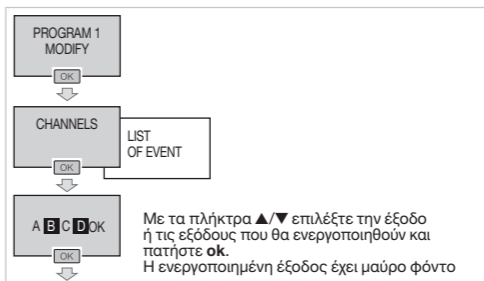 PROGRAM 1
MODIFY
OK
CHANNELS
LIST
OF EVENT
OK
A B C D OK
Με τα πλήκτρα ▲/▼ επιλέξτε την έξοδο
ή τις εξόδους που θα ενεργοποιηθούν και
πατήστε ok.
Η ενεργοποιημένη έξοδος έχει μαύρο φόντο
OK